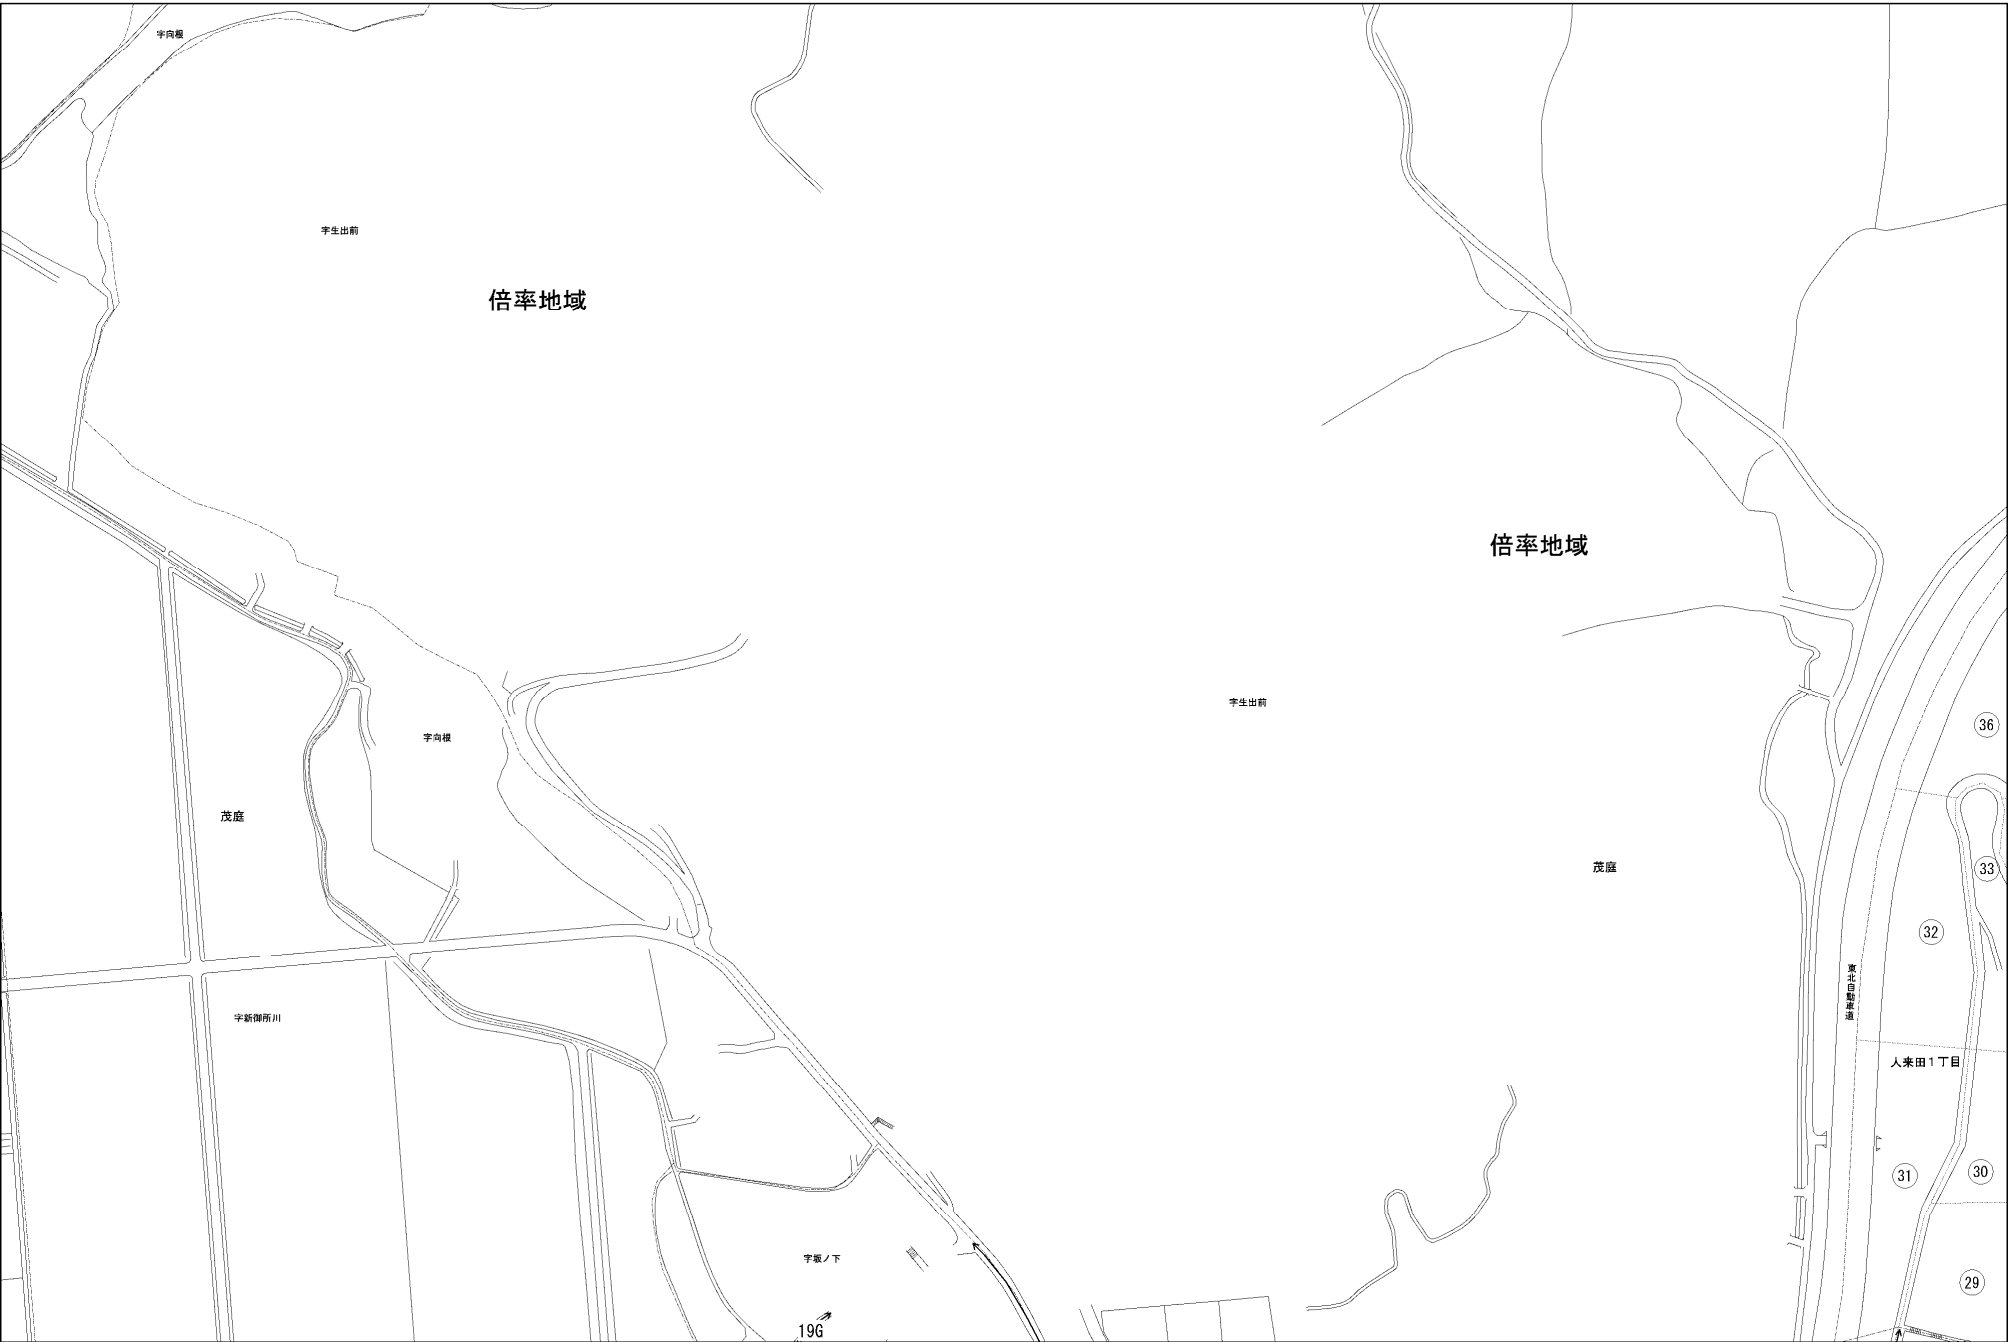 字向根
字生出前
倍率地域
倍率地域
字生出前
36
字向根
茂庭
茂庭
33
32
東北自動車道
字新御所川
人来田1丁目
31
30
字坂ノ下
29
19G